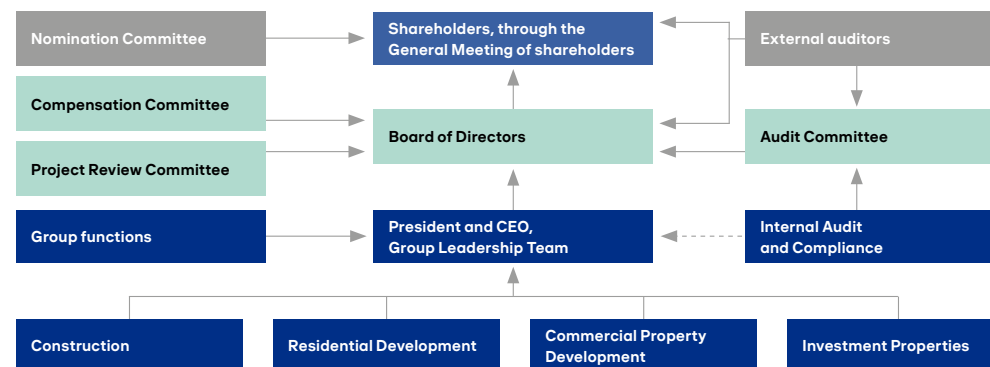 Nomination Committee
Shareholders, through the
General Meeting of shareholders
External auditors
Compensation Committee
Board of Directors
Audit Committee
Project Review Committee
Group functions
President and CEO,
Group Leadership Team
Internal Audit
and Compliance
Construction
Residential Development
Commercial Property
Development
Investment Properties